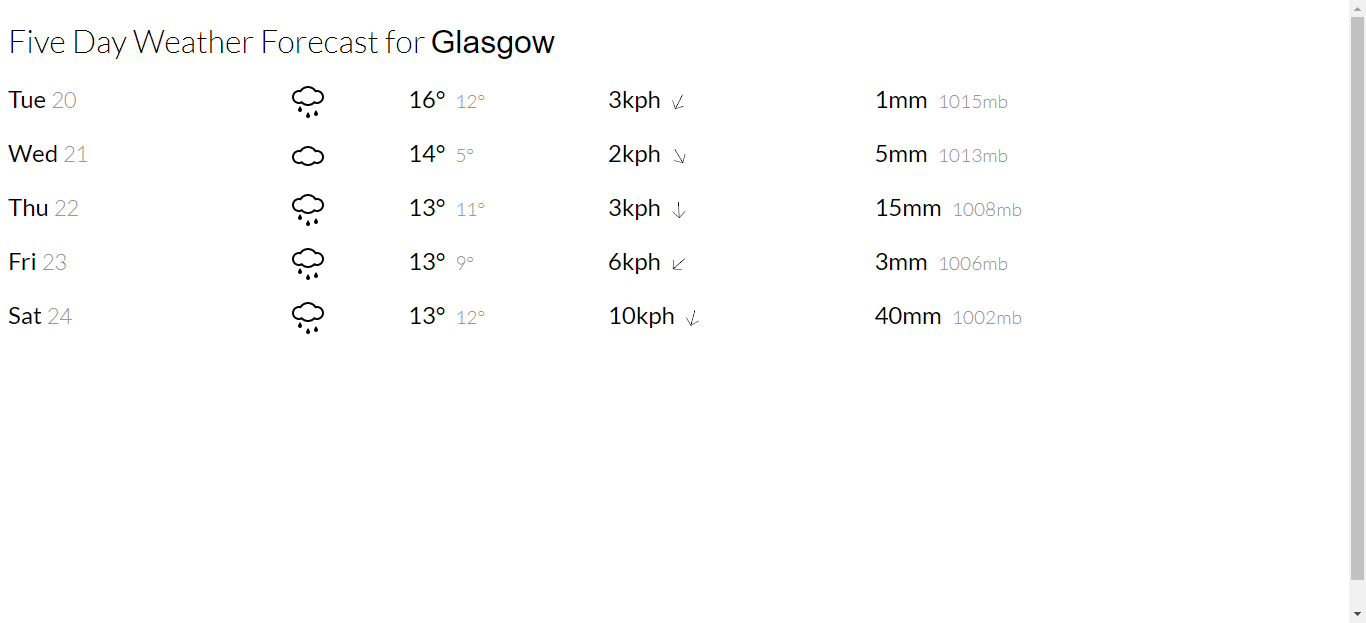 Five Day Weather Forecast for Glasgow
Tue 20 16° 12° 3kph 1mm 1015mb
Wed 21 14° 5° 2kph 5mm 1013mb
Thu 22 13° 11° 3kph 15mm 1008mb
Fri 23 13° 9° 6kph 3mm 1006mb
Sat 24 13° 12° 10kph 40mm 1002mb